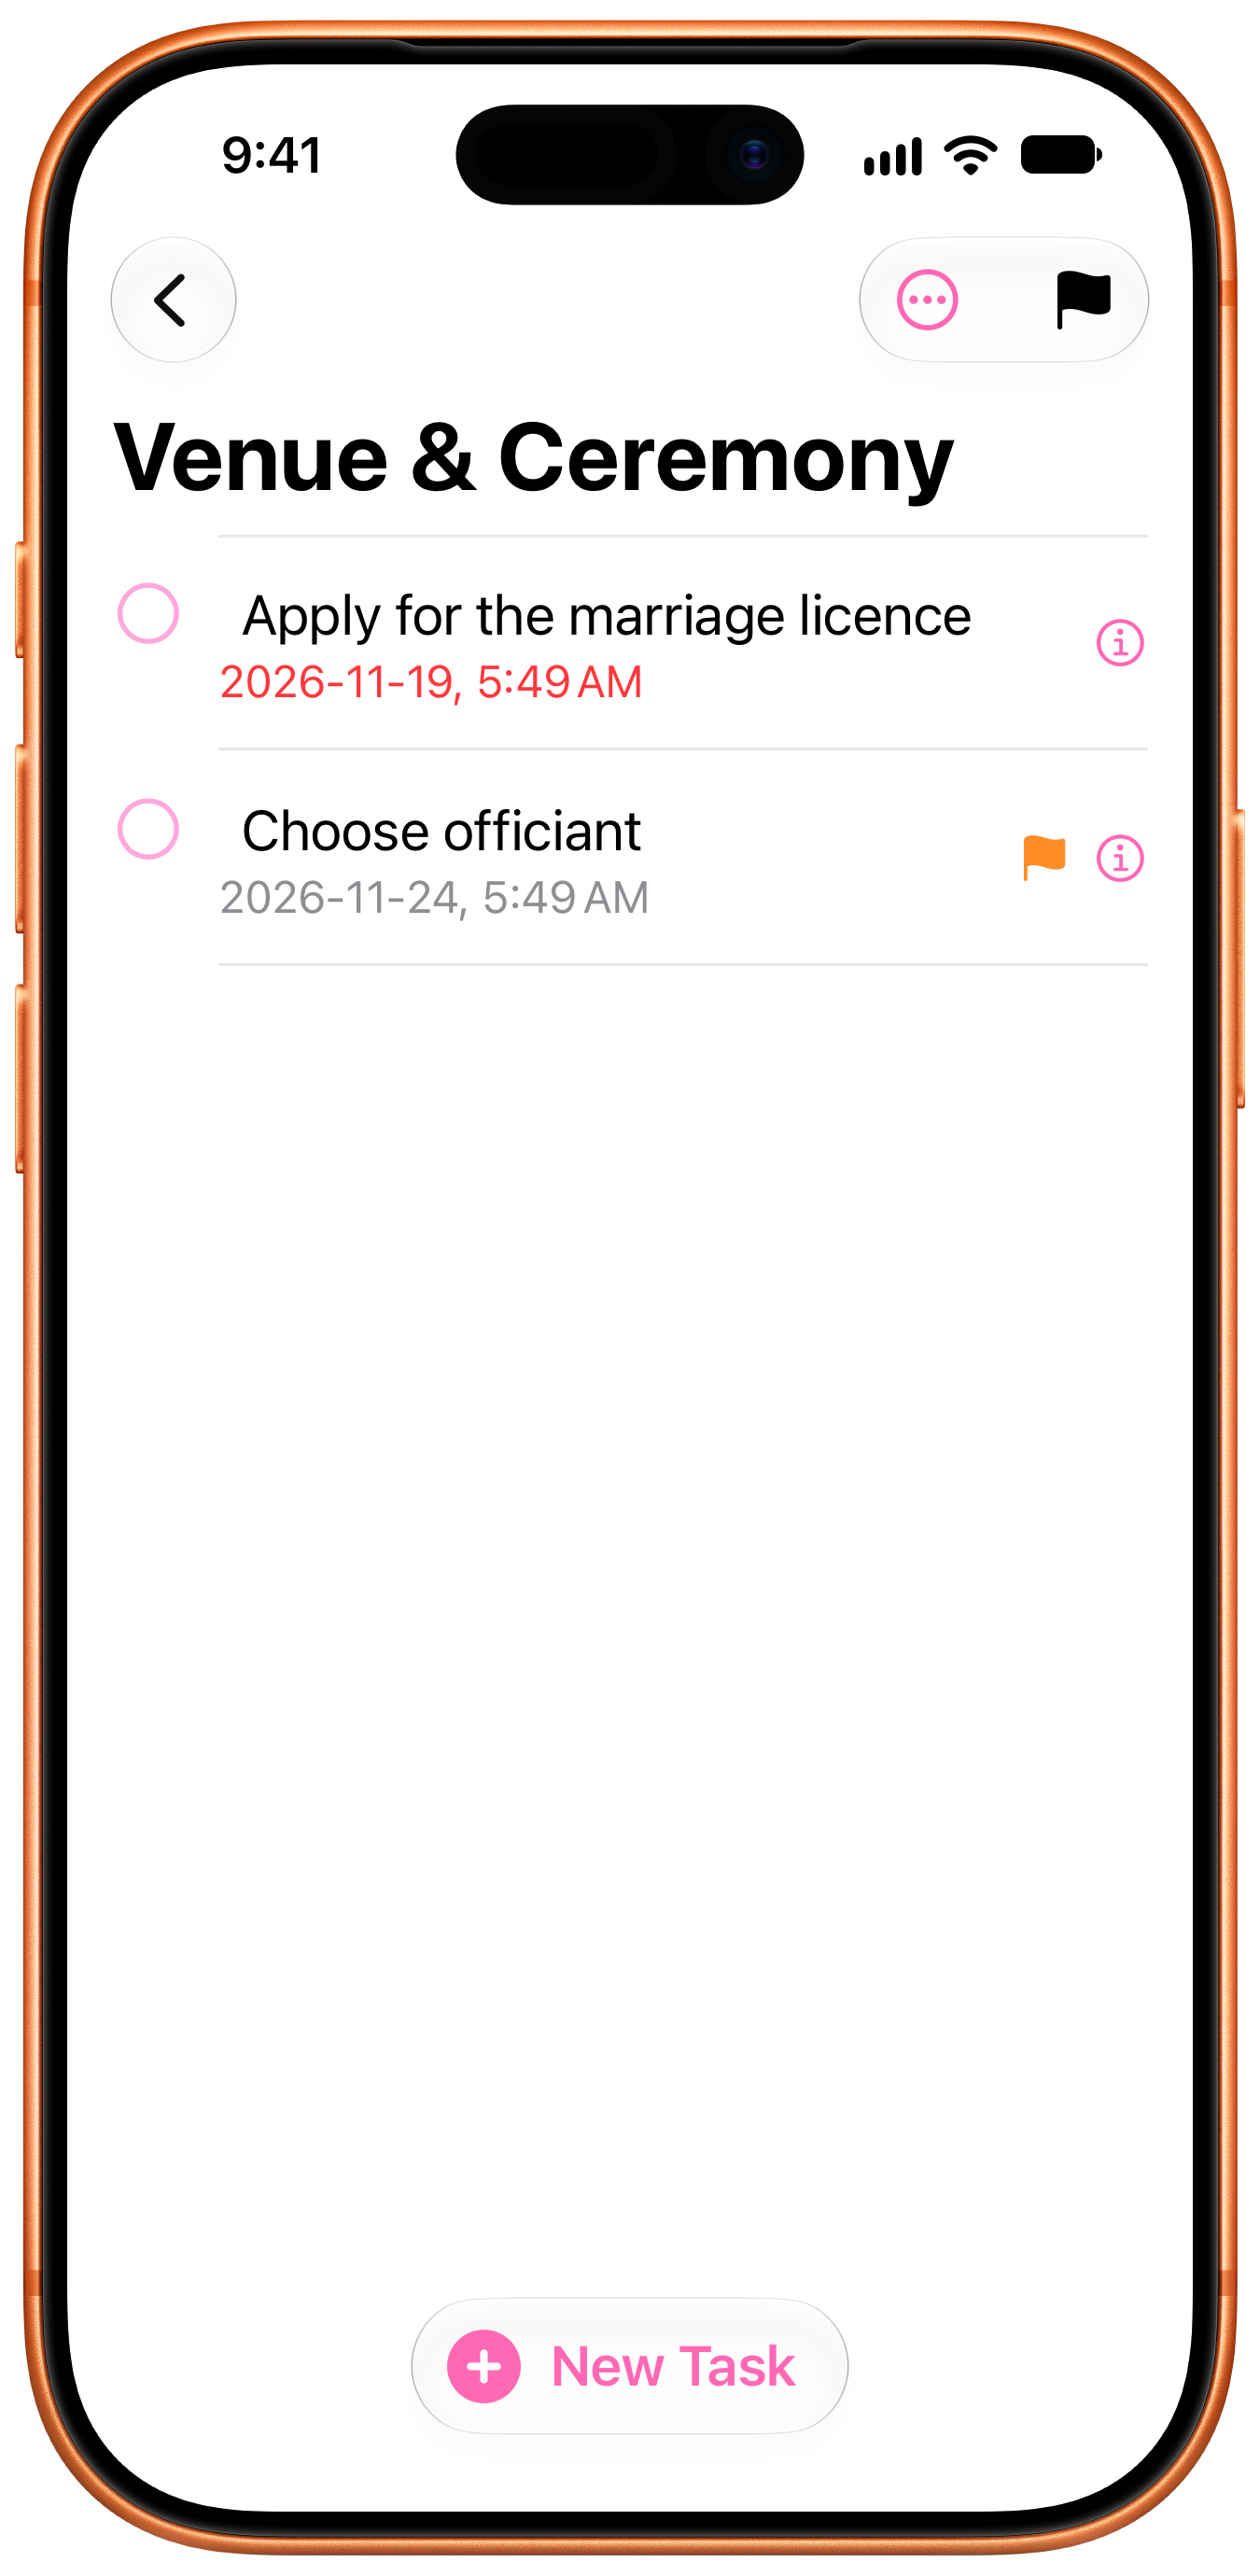 9:41
Venue & Ceremony
Apply for the marriage licence
2026-11-19, 5:49 AM
Choose officiant
2026-11-24, 5:49 AM
New Task